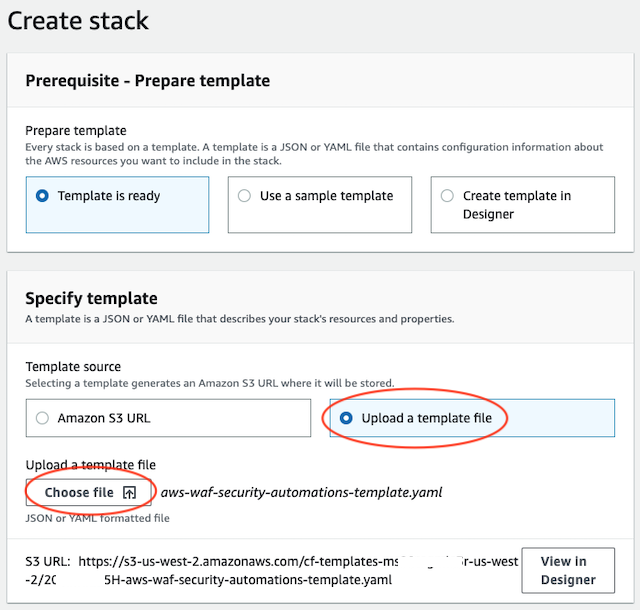 Create stack
Prerequisite - Prepare template
Prepare template
Every stack is based on a template. A template is a JSON or YAML file that contains configuration information about
the AWS resources you want to include in the stack.
Template is ready
Use a sample template
Create template in
Designer
Specify template
A template is a JSON or YAML file that describes your stack's resources and properties.
Template source
Selecting a template generates an Amazon S3 URL where it will be stored.
Amazon S3 URL
Upload a template file
Upload a template file
Choose file
aws-waf-security-automations-template.yaml
JSON or YAML formatted file
S3 URL: https://s3-us-west-2.amazonaws.com/cf-templates-ms r-us-west
-2/20 5H-aws-waf-security-automations-template.yaml
View in
Designer